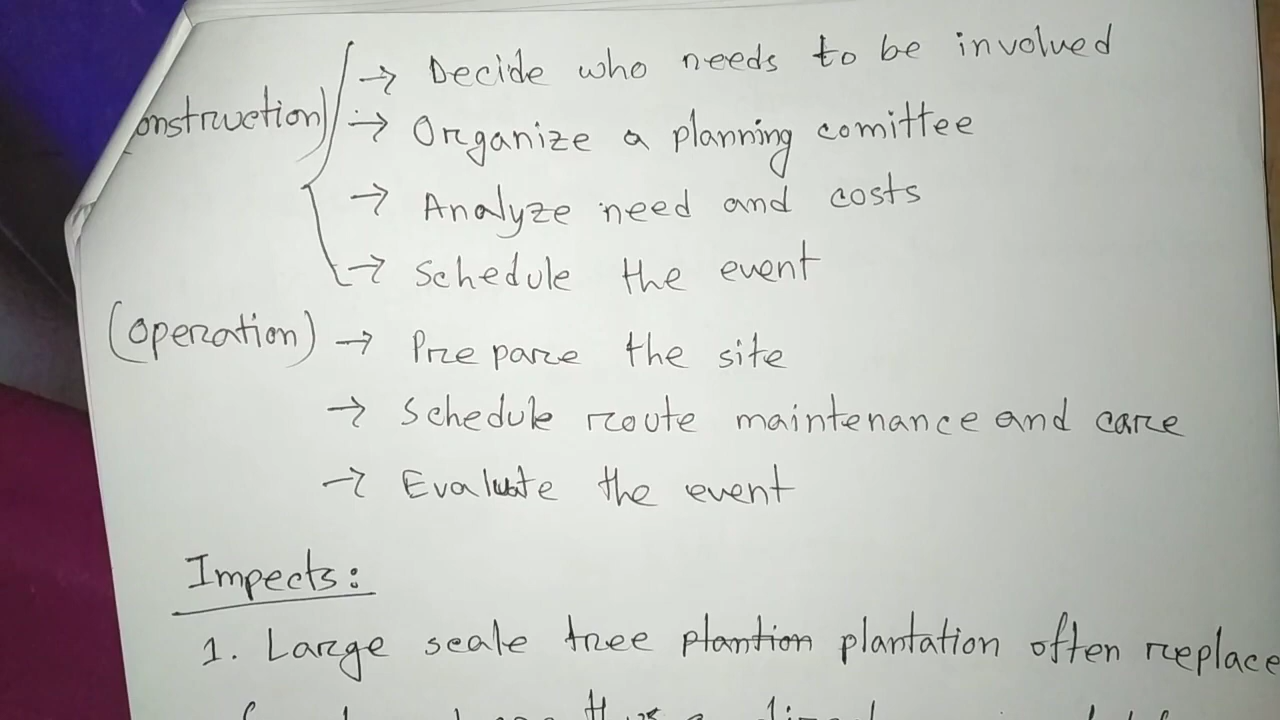 → Decide who needs to be involved
onstruction) → Organize a planning comittee
→ Analyze need and costs
→ Schedule the event
(Operation) → Prepare the site
→ Schedule route maintenance and care
→ Evaluate the event
Impects:
1. Large scale tree plantion plantation often replace